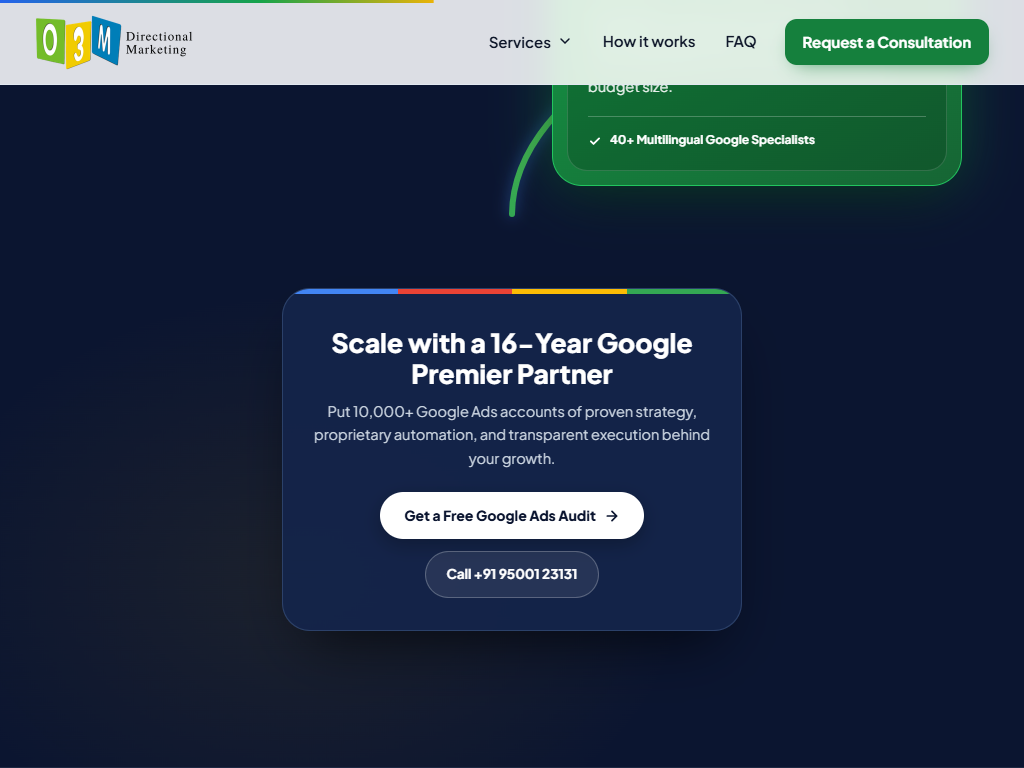 O3M Directional
Marketing
Services
How it works
FAQ
Request a Consultation
budget size.
40+ Multilingual Google Specialists
Scale with a 16–Year Google
Premier Partner
Put 10,000+ Google Ads accounts of proven strategy,
proprietary automation, and transparent execution behind
your growth.
Get a Free Google Ads Audit →
Call +91 95001 23131